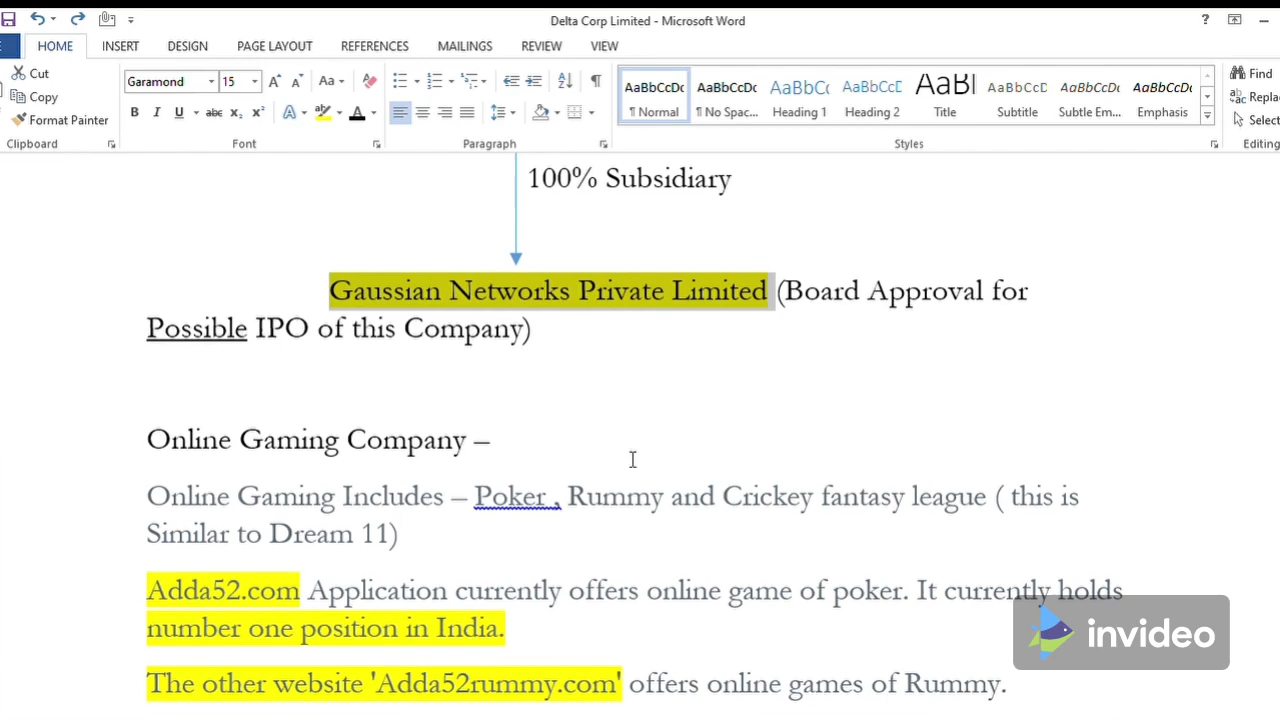 Delta Corp Limited - Microsoft Word
HOME INSERT DESIGN PAGE LAYOUT REFERENCES MAILINGS REVIEW VIEW
Cut
Copy
Format Painter
Clipboard
Garamond 15
Font
Paragraph
AaBbCcDc AaBbCcDc AaBbCc AaBbCcD AaBl AaBbCcD AaBbCcDc AaBbCcDc
¶ Normal ¶ No Spac... Heading 1 Heading 2 Title Subtitle Subtle Em... Emphasis
Styles
Find
Replac
Select
Editing
100% Subsidiary
Gaussian Networks Private Limited (Board Approval for
Possible IPO of this Company)
Online Gaming Company –
Online Gaming Includes – Poker , Rummy and Crickey fantasy league ( this is
Similar to Dream 11)
Adda52.com Application currently offers online game of poker. It currently holds
number one position in India.
The other website 'Adda52rummy.com' offers online games of Rummy.
invideo